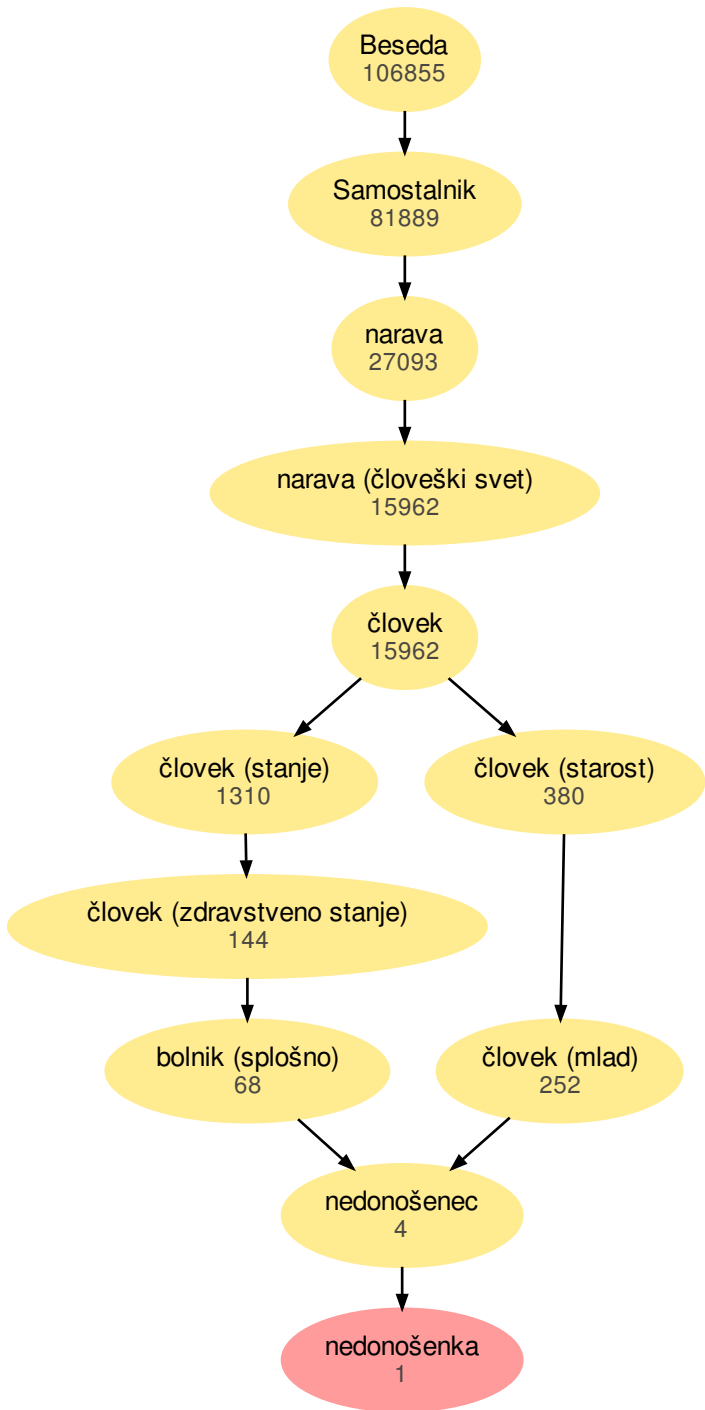 Beseda
106855
Samostalnik
81889
narava
27093
narava (človeški svet)
15962
človek
15962
človek (stanje)
1310
človek (starost)
380
človek (zdravstveno stanje)
144
bolnik (splošno)
68
človek (mlad)
252
nedonošenec
4
nedonošenka
1